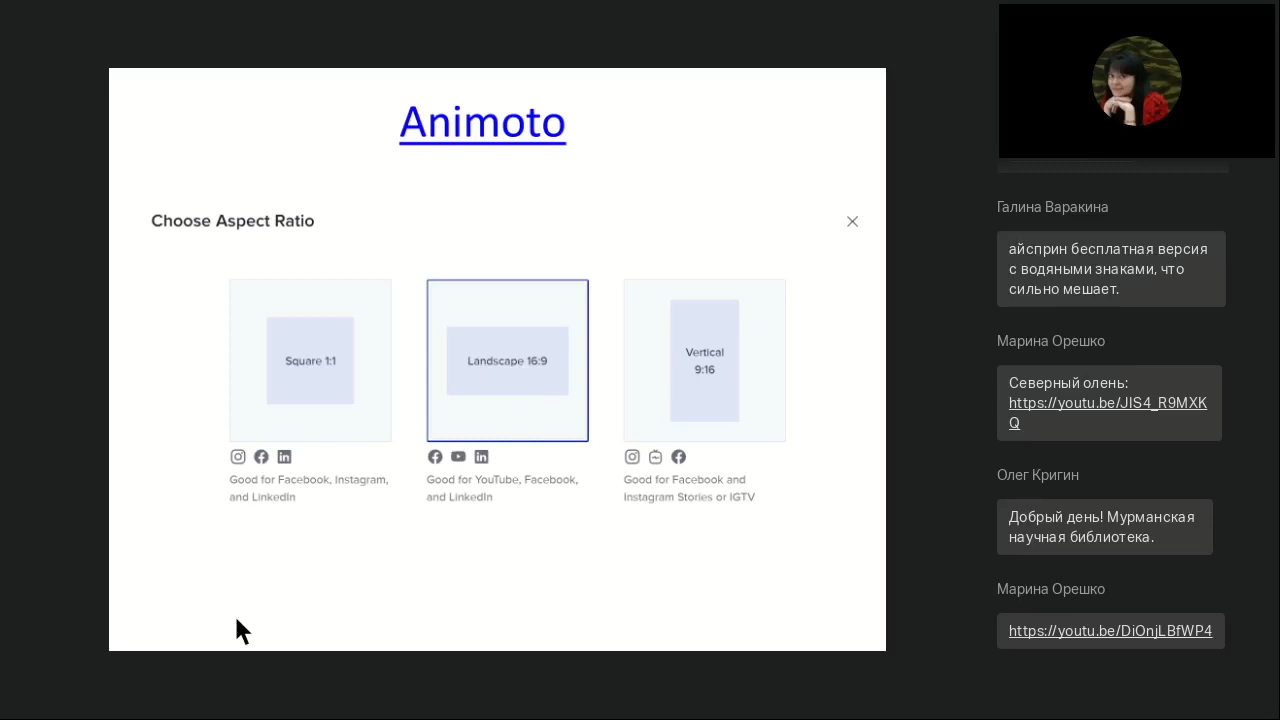 Animoto
Choose Aspect Ratio
Square 1:1
Landscape 16:9
Vertical
9:16
Good for Facebook, Instagram,
and LinkedIn
Good for YouTube, Facebook,
and LinkedIn
Good for Facebook and
Instagram Stories or IGTV
Галина Варакина
айсприн бесплатная версия
с водяными знаками, что
сильно мешает.
Марина Орешко
Северный олень:
https://youtu.be/JIS4_R9MXK
Q
Олег Кригин
Добрый день! Мурманская
научная библиотека.
Марина Орешко
https://youtu.be/DiOnjLBfWP4